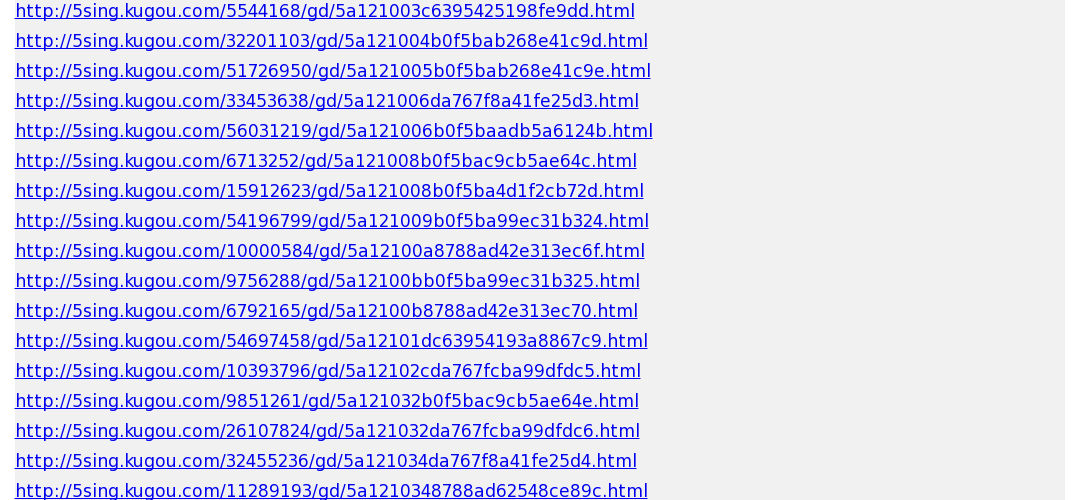 http://5sing.kugou.com/5544168/gd/5a121003c6395425198fe9dd.html
http://5sing.kugou.com/32201103/gd/5a121004b0f5bab268e41c9d.html
http://5sing.kugou.com/51726950/gd/5a121005b0f5bab268e41c9e.html
http://5sing.kugou.com/33453638/gd/5a121006da767f8a41fe25d3.html
http://5sing.kugou.com/56031219/gd/5a121006b0f5baadb5a6124b.html
http://5sing.kugou.com/6713252/gd/5a121008b0f5bac9cb5ae64c.html
http://5sing.kugou.com/15912623/gd/5a121008b0f5ba4d1f2cb72d.html
http://5sing.kugou.com/54196799/gd/5a121009b0f5ba99ec31b324.html
http://5sing.kugou.com/10000584/gd/5a12100a8788ad42e313ec6f.html
http://5sing.kugou.com/9756288/gd/5a12100bb0f5ba99ec31b325.html
http://5sing.kugou.com/6792165/gd/5a12100b8788ad42e313ec70.html
http://5sing.kugou.com/54697458/gd/5a12101dc63954193a8867c9.html
http://5sing.kugou.com/10393796/gd/5a12102cda767fcba99dfdc5.html
http://5sing.kugou.com/9851261/gd/5a121032b0f5bac9cb5ae64e.html
http://5sing.kugou.com/26107824/gd/5a121032da767fcba99dfdc6.html
http://5sing.kugou.com/32455236/gd/5a121034da767f8a41fe25d4.html
http://5sing.kugou.com/11289193/gd/5a1210348788ad62548ce89c.html